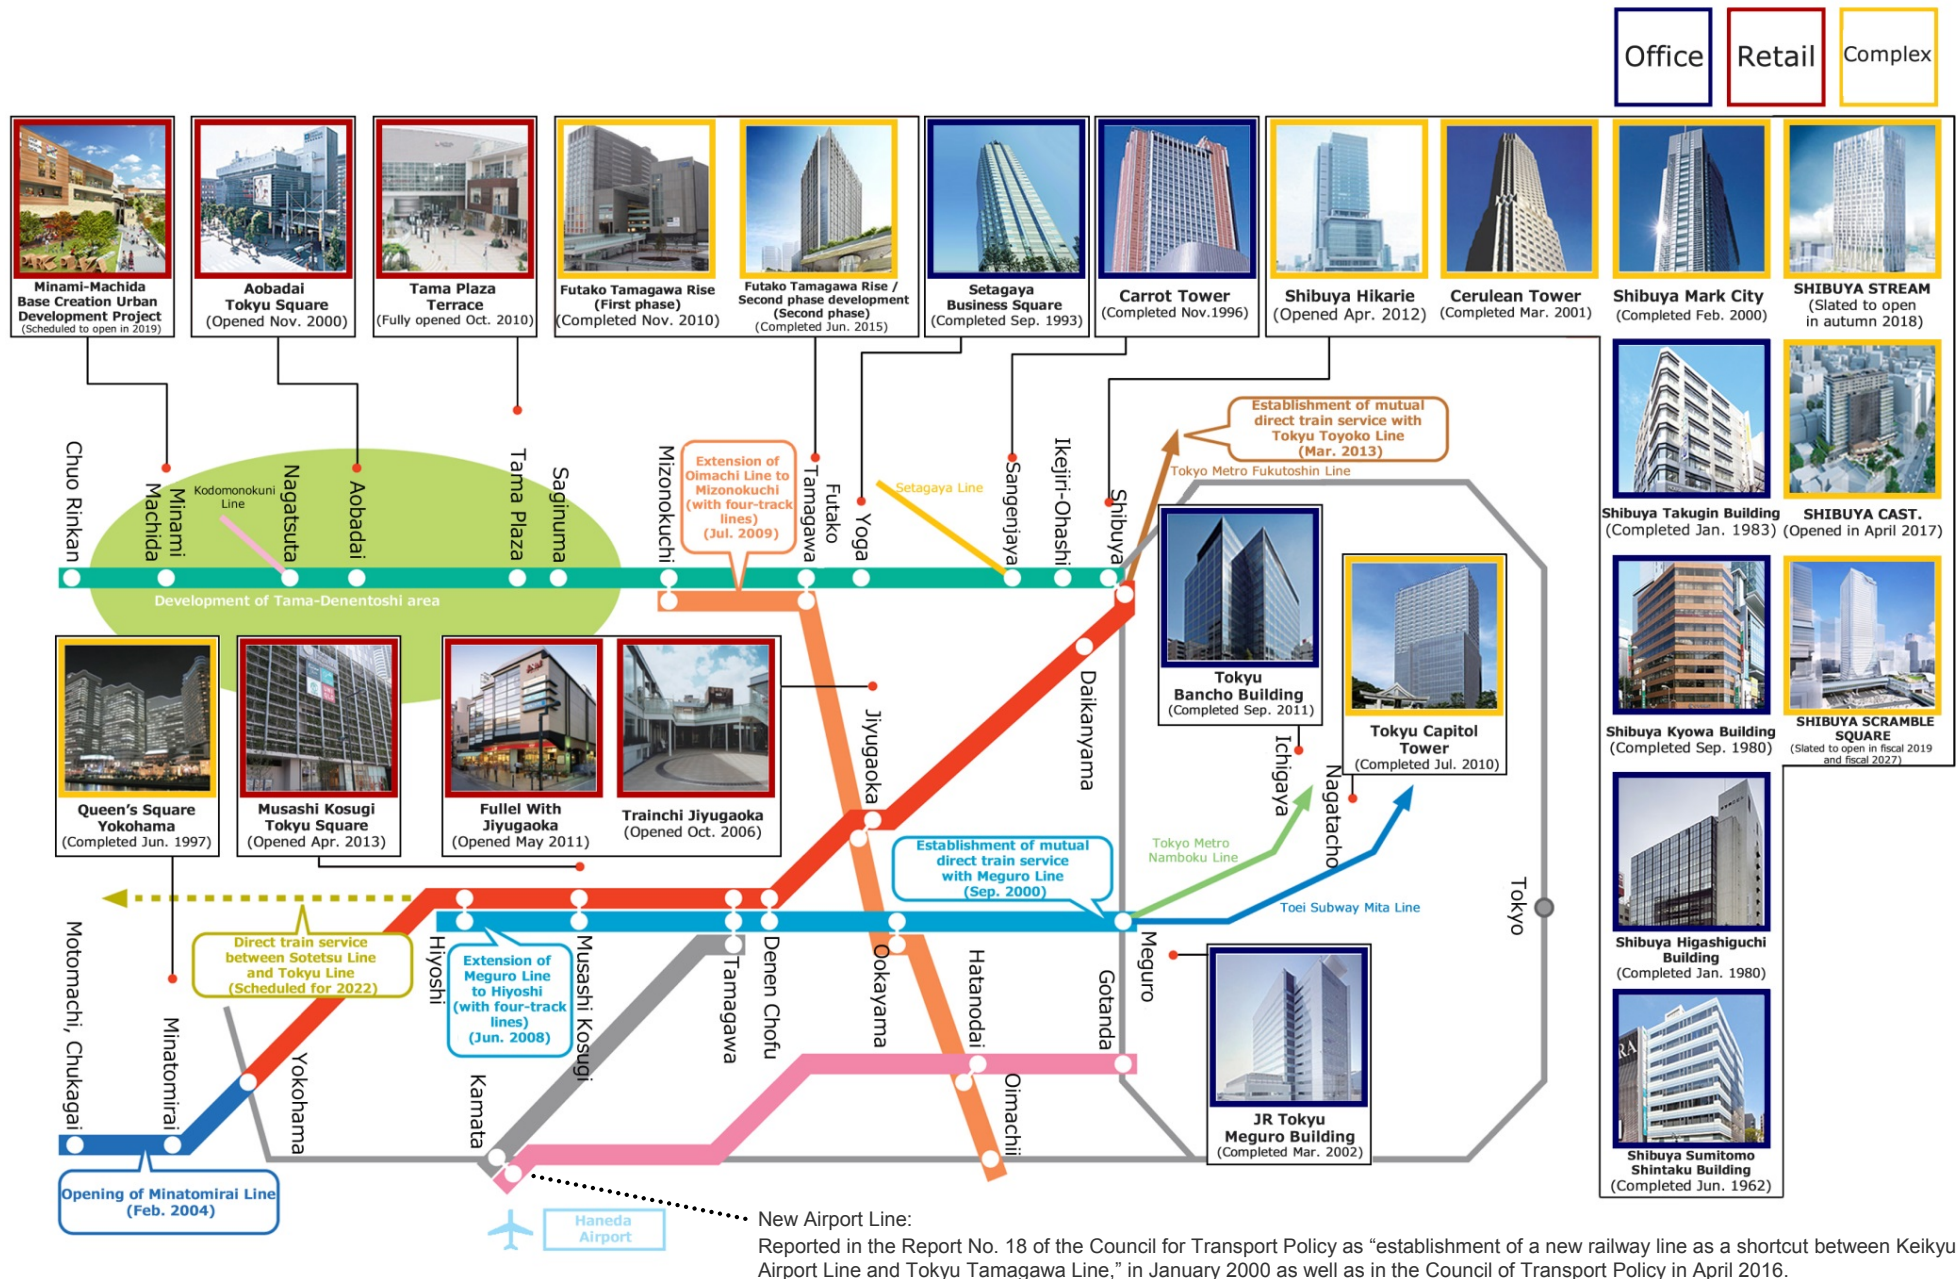 Office
Retail
Complex
Minami-Machida
Base Creation Urban
Development Project
(Scheduled to open in 2019)
Aobadai
Tokyu Square
(Opened Nov. 2000)
Tama Plaza
Terrace
(Fully opened Oct. 2010)
Futako Tamagawa Rise
(First phase)
(Completed Nov. 2010)
Futako Tamagawa Rise /
Second phase development
(Second phase)
(Completed Jun. 2015)
Setagaya
Business Square
(Completed Sep. 1993)
Carrot Tower
(Completed Nov.1996)
Shibuya Hikarie
(Opened Apr. 2012)
Cerulean Tower
(Completed Mar. 2001)
Shibuya Mark City
(Completed Feb. 2000)
SHIBUYA STREAM
(Slated to open
in autumn 2018)
Shibuya Takugin Building
(Completed Jan. 1983)
SHIBUYA CAST.
(Opened in April 2017)
Shibuya Kyowa Building
(Completed Sep. 1980)
SHIBUYA SCRAMBLE
SQUARE
(Slated to open in fiscal 2019
and fiscal 2027)
Shibuya Higashiguchi
Building
(Completed Jan. 1980)
Shibuya Sumitomo
Shintaku Building
(Completed Jun. 1962)
Establishment of mutual
direct train service with
Tokyu Toyoko Line
(Mar. 2013)
Tokyo Metro Fukutoshin Line
Chuo Rinkan
Minami
Machida
Kodomonokuni
Line
Nagatsuta
Aobadai
Tama Plaza
Saginuma
Mizonokuchi
Extension of
Oimachi Line to
Mizonokuchi
(with four-track
lines)
(Jul. 2009)
Futako
Tamagawa
Yoga
Setagaya Line
Sangenjaya
Ikejiri-Ohashi
Shibuya
Development of Tama-Denentoshi area
Queen's Square
Yokohama
(Completed Jun. 1997)
Musashi Kosugi
Tokyu Square
(Opened Apr. 2013)
Fullel With
Jiyugaoka
(Opened May 2011)
Trainchi Jiyugaoka
(Opened Oct. 2006)
Jiyugaoka
Daikanyama
Tokyu
Bancho Building
(Completed Sep. 2011)
Ichigaya
Tokyu Capitol
Tower
(Completed Jul. 2010)
Nagatacho
Tokyo Metro
Namboku Line
Toei Subway Mita Line
Tokyo
Establishment of mutual
direct train service
with Meguro Line
(Sep. 2000)
Direct train service
between Sotetsu Line
and Tokyu Line
(Scheduled for 2022)
Hiyoshi
Extension of
Meguro Line
to Hiyoshi
(with four-track
lines)
(Jun. 2008)
Musashi Kosugi
Tamagawa
Denen Chofu
Ookayama
Hatanodai
Gotanda
Meguro
JR Tokyu
Meguro Building
(Completed Mar. 2002)
Motomachi, Chukagai
Minatomirai
Yokohama
Kamata
Oimachii
Opening of Minatomirai Line
(Feb. 2004)
Haneda
Airport
New Airport Line:
Reported in the Report No. 18 of the Council for Transport Policy as “establishment of a new railway line as a shortcut between Keikyu
Airport Line and Tokyu Tamagawa Line,” in January 2000 as well as in the Council of Transport Policy in April 2016.